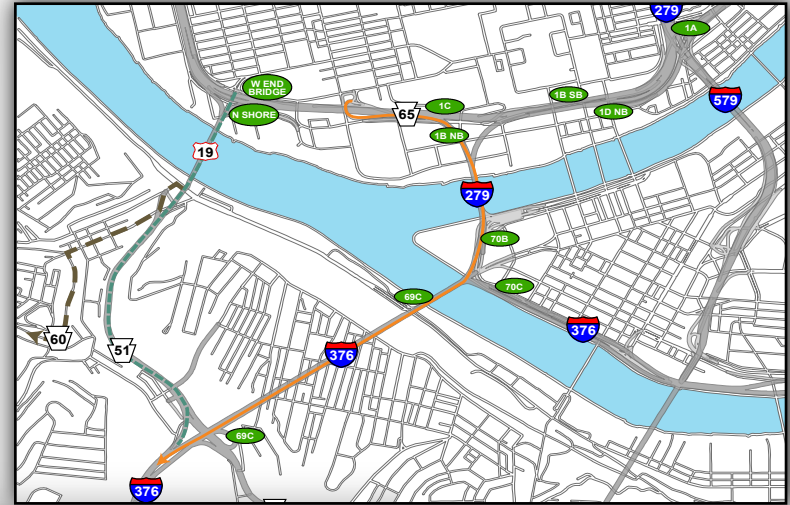 279
1A
W END
BRIDGE
N SHORE
65
1C
1B SB
1D NB
579
1B NB
19
279
70B
70C
69C
376
376
60
51
69C
376